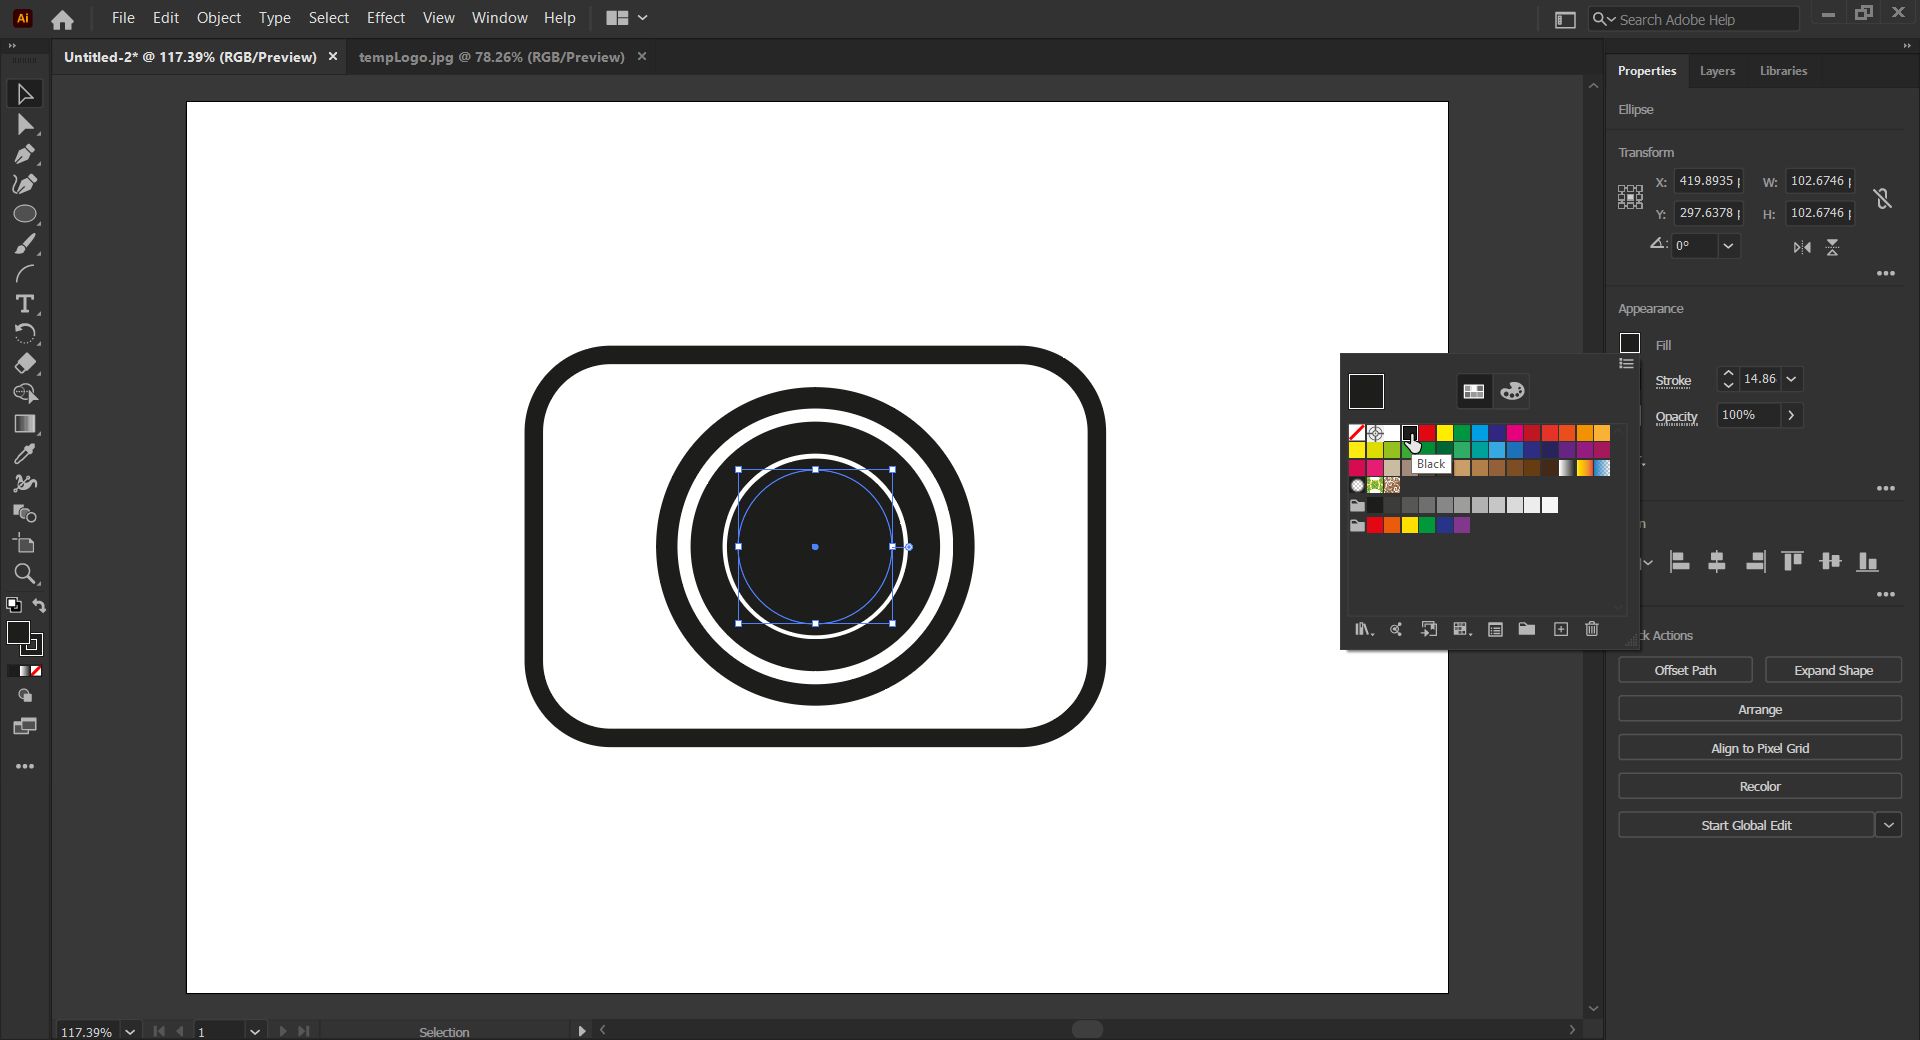 Ai File Edit Object Type Select Effect View Window Help Search Adobe Help
Untitled-2* @ 117.39% (RGB/Preview) × tempLogo.jpg @ 78.26% (RGB/Preview) ×
Properties Layers Libraries
Ellipse
Transform
X: 419.8935 W: 102.6746
Y: 297.6378 H: 102.6746
0°
Appearance
Fill
Stroke 14.86
Opacity 100%
Black
Offset Path Expand Shape
Arrange
Align to Pixel Grid
Recolor
Start Global Edit
117.39% 1 Selection